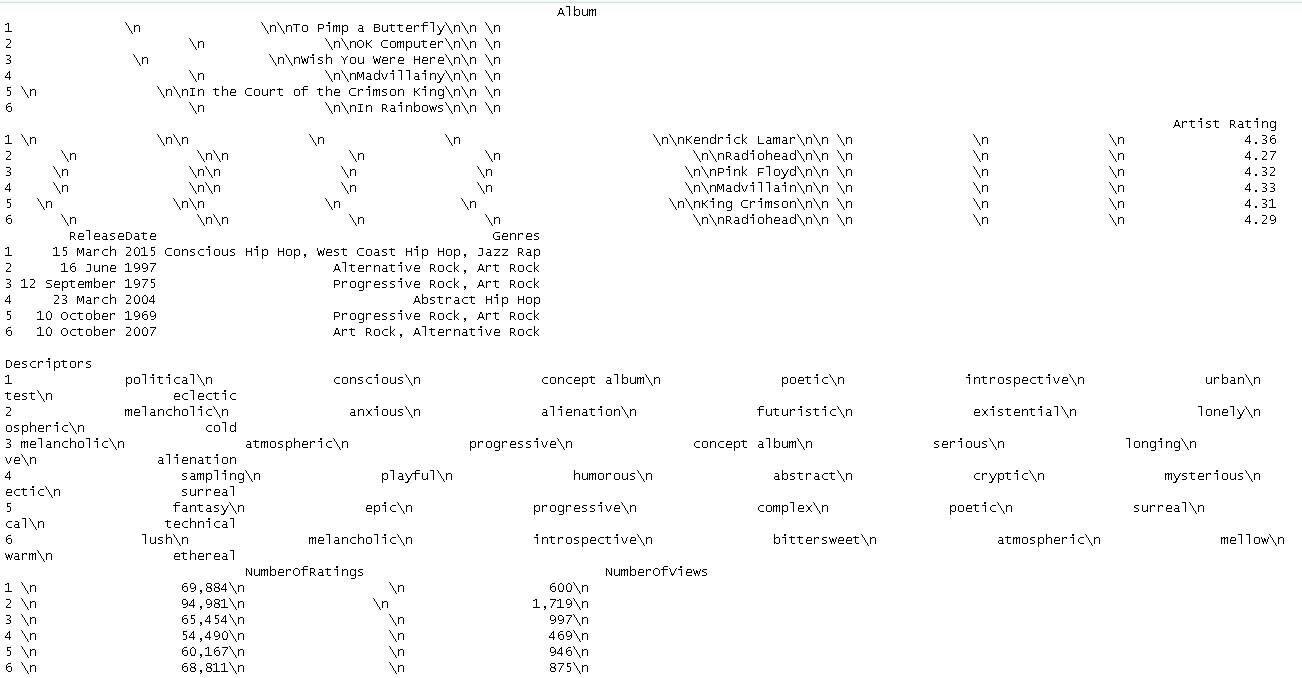 Album
1 \n \n\nTo Pimp a Butterfly\n\n \n
2 \n \n\nOK Computer\n\n \n
3 \n \n\nWish You Were Here\n\n \n
4 \n \n\nMadvillainy\n\n \n
5 \n \n\nIn the Court of the Crimson King\n\n \n
6 \n \n\nIn Rainbows\n\n \n
Artist Rating
1 \n \n\n \n \n \n\nKendrick Lamar\n\n \n \n \n 4.36
2 \n \n\n \n \n \n\nRadiohead\n\n \n \n \n 4.27
3 \n \n\n \n \n \n\nPink Floyd\n\n \n \n \n 4.32
4 \n \n\n \n \n \n\nMadvillain\n\n \n \n \n 4.33
5 \n \n\n \n \n \n\nKing Crimson\n\n \n \n \n 4.31
6 \n \n\n \n \n \n\nRadiohead\n\n \n \n \n 4.29
ReleaseDate Genres
1 15 March 2015 Conscious Hip Hop, West Coast Hip Hop, Jazz Rap
2 16 June 1997 Alternative Rock, Art Rock
3 12 September 1975 Progressive Rock, Art Rock
4 23 March 2004 Abstract Hip Hop
5 10 October 1969 Progressive Rock, Art Rock
6 10 October 2007 Art Rock, Alternative Rock
Descriptors
1 political\n conscious\n concept album\n poetic\n introspective\n urban\n
test\n eclectic
2 melancholic\n anxious\n alienation\n futuristic\n existential\n lonely\n
ospheric\n cold
3 melancholic\n atmospheric\n progressive\n concept album\n serious\n longing\n
ve\n alienation
4 sampling\n playful\n humorous\n abstract\n cryptic\n mysterious\n
ectic\n surreal
5 fantasy\n epic\n progressive\n complex\n poetic\n surreal\n
cal\n technical
6 lush\n melancholic\n introspective\n bittersweet\n atmospheric\n mellow\n
warm\n ethereal
NumberOfRatings NumberOfViews
1 \n 69,884\n \n 600\n
2 \n 94,981\n \n 1,719\n
3 \n 65,454\n \n 997\n
4 \n 54,490\n \n 469\n
5 \n 60,167\n \n 946\n
6 \n 68,811\n \n 875\n